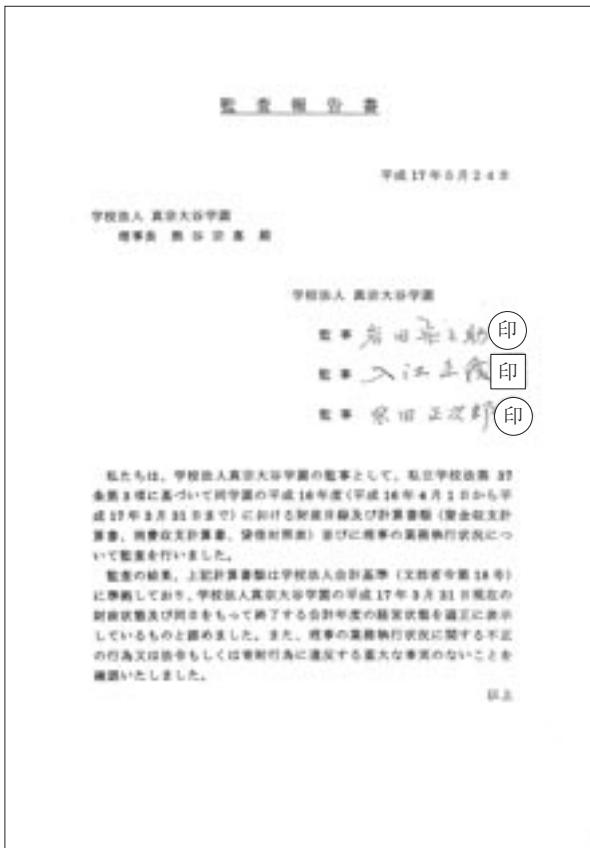 監査報告書
平成17年5月24日
学校法人 真宗大谷学園
理事長 熊谷宗惠 殿
学校法人 真宗大谷学園
監事 岩田 之助 印
監事 入江 正 印
監事 田正次郎 印
私たちは、学校法人真宗大谷学園の監事として、私立学校法第37
条第3項に基づいて同学園の平成16年度(平成16年4月1日から平
成17年3月31日まで)における財産目録及び計算書類(資金収支計
算書、消費収支計算書、貸借対照表)並びに理事の業務執行状況につ
いて監査を行いました。
監査の結果、上記計算書類は学校法人会計基準(文部省令第18号)
に準拠しており、学校法人真宗大谷学園の平成17年3月31日現在の
財政状態及び同日をもって終了する会計年度の経営状態を適正に表示
しているものと認めました。また、理事の業務執行状況に関する不正
の行為又は法令もしくは寄附行為に違反する重大な事実のないことを
確認いたしました。
以上